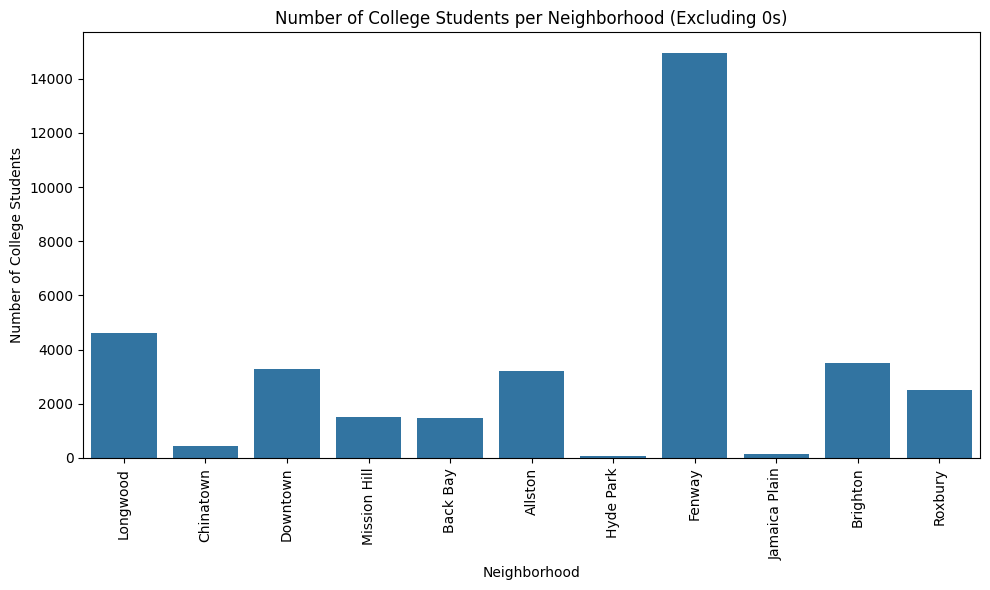 Number of College Students per Neighborhood (Excluding 0s)
Number of College Students
14000
12000
10000
8000
6000
4000
2000
0
Longwood
Chinatown
Downtown
Mission Hill
Back Bay
Allston
Hyde Park
Fenway
Jamaica Plain
Brighton
Roxbury
Neighborhood